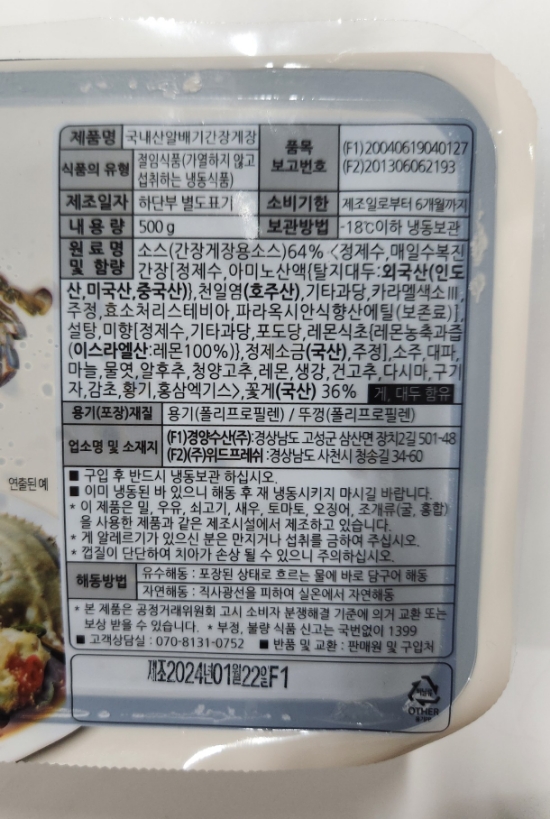 제품명 국내산알배기간장게장 품목보고번호 (F1)20040619040127
(F2)201306062193
식품의 유형 절임식품(가열하지 않고
섭취하는 냉동식품)
제조일자 하단부 별도표기 소비기한 제조일로부터 6개월까지
내 용 량 500 g 보관방법 -18℃이하 냉동보관
원 료 명 및 함량 소스(간장게장용소스)64% <정제수,매일수복진
간장[정제수,아미노산액{탈지대두:외국산(인도
산,미국산,중국산)},천일염(호주산),기타과당,카라멜색소Ⅲ,
주정,효소처리스테비아,파라옥시안식향산에틸(보존료)],
설탕,미향[정제수,기타과당,포도당,레몬식초{레몬농축과즙
(이스라엘산:레몬100%)},정제소금(국산),주정],소주,대파,
마늘,물엿,알후추,청양고추,레몬,생강,건고추,다시마,구기
자,감초,황기,홍삼엑기스>,꽃게(국산) 36% 게, 대두 함유
용기(포장)재질 용기(폴리프로필렌) / 뚜껑(폴리프로필렌)
업소명 및 소재지 (F1)경양수산(주):경상남도 고성군 삼산면 장치2길 501-48
(F2)(주)위드프레쉬 :경상남도 사천시 청송길 34-60
■ 구입 후 반드시 냉동보관 하십시오.
■ 이미 냉동된 바 있으니 해동 후 재 냉동시키지 마시길 바랍니다.
* 이 제품은 밀, 우유, 쇠고기, 새우, 토마토, 오징어, 조개류(굴, 홍합)
을 사용한 제품과 같은 제조시설에서 제조하고 있습니다.
* 게 알레르기가 있으신 분은 만지거나 섭취를 금하여 주십시오.
* 껍질이 단단하여 치아가 손상 될 수 있으니 주의하십시오.
해동방법 유수해동 : 포장된 상태로 흐르는 물에 바로 담구어 해동
자연해동 : 직사광선을 피하여 실온에서 자연해동
* 본 제품은 공정거래위원회 고시 소비자 분쟁해결 기준에 의거 교환 또는
보상 받을 수 있습니다. * 부정, 불량 식품 신고는 국번없이 1399
■ 고객상담실 : 070-8131-0752 ■ 반품 및 교환 : 판매원 및 구입처
제조2024년01월22일F1
OTHER
연출된 예